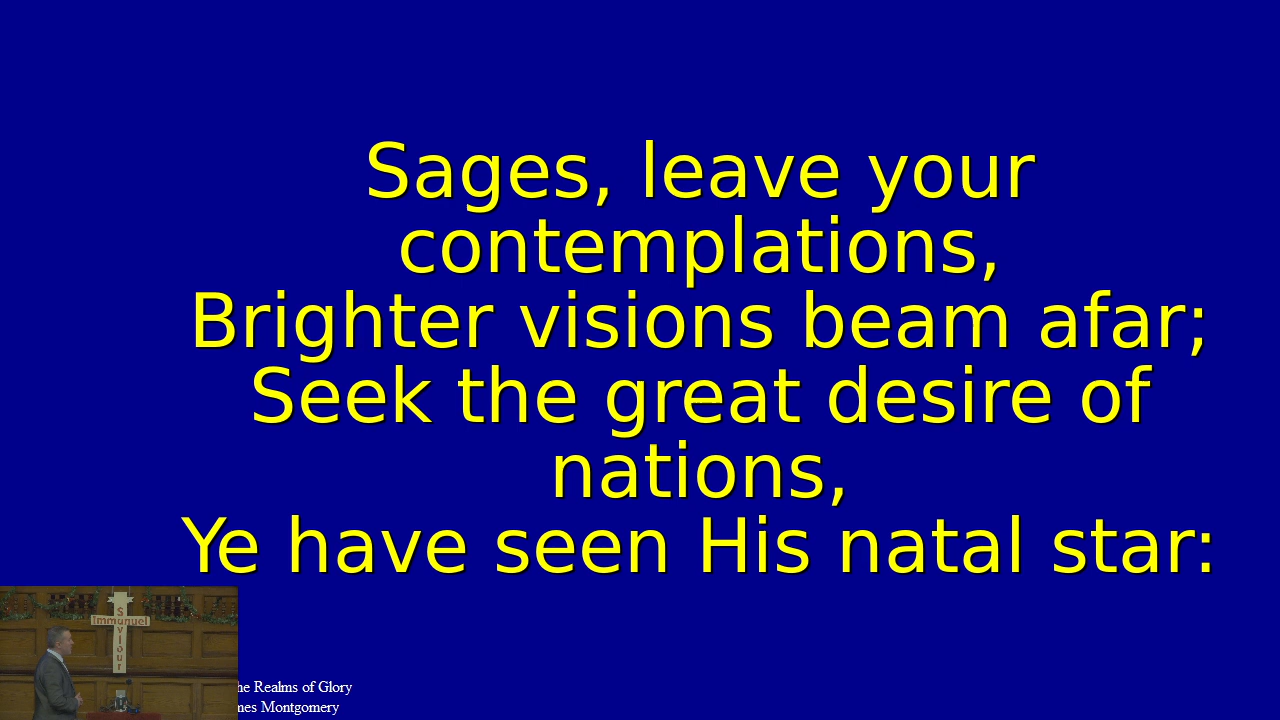 Sages, leave your
contemplations,
Brighter visions beam afar;
Seek the great desire of
nations,
Ye have seen His natal star:
Saviour
Immanuel
he Realms of Glory
mes Montgomery